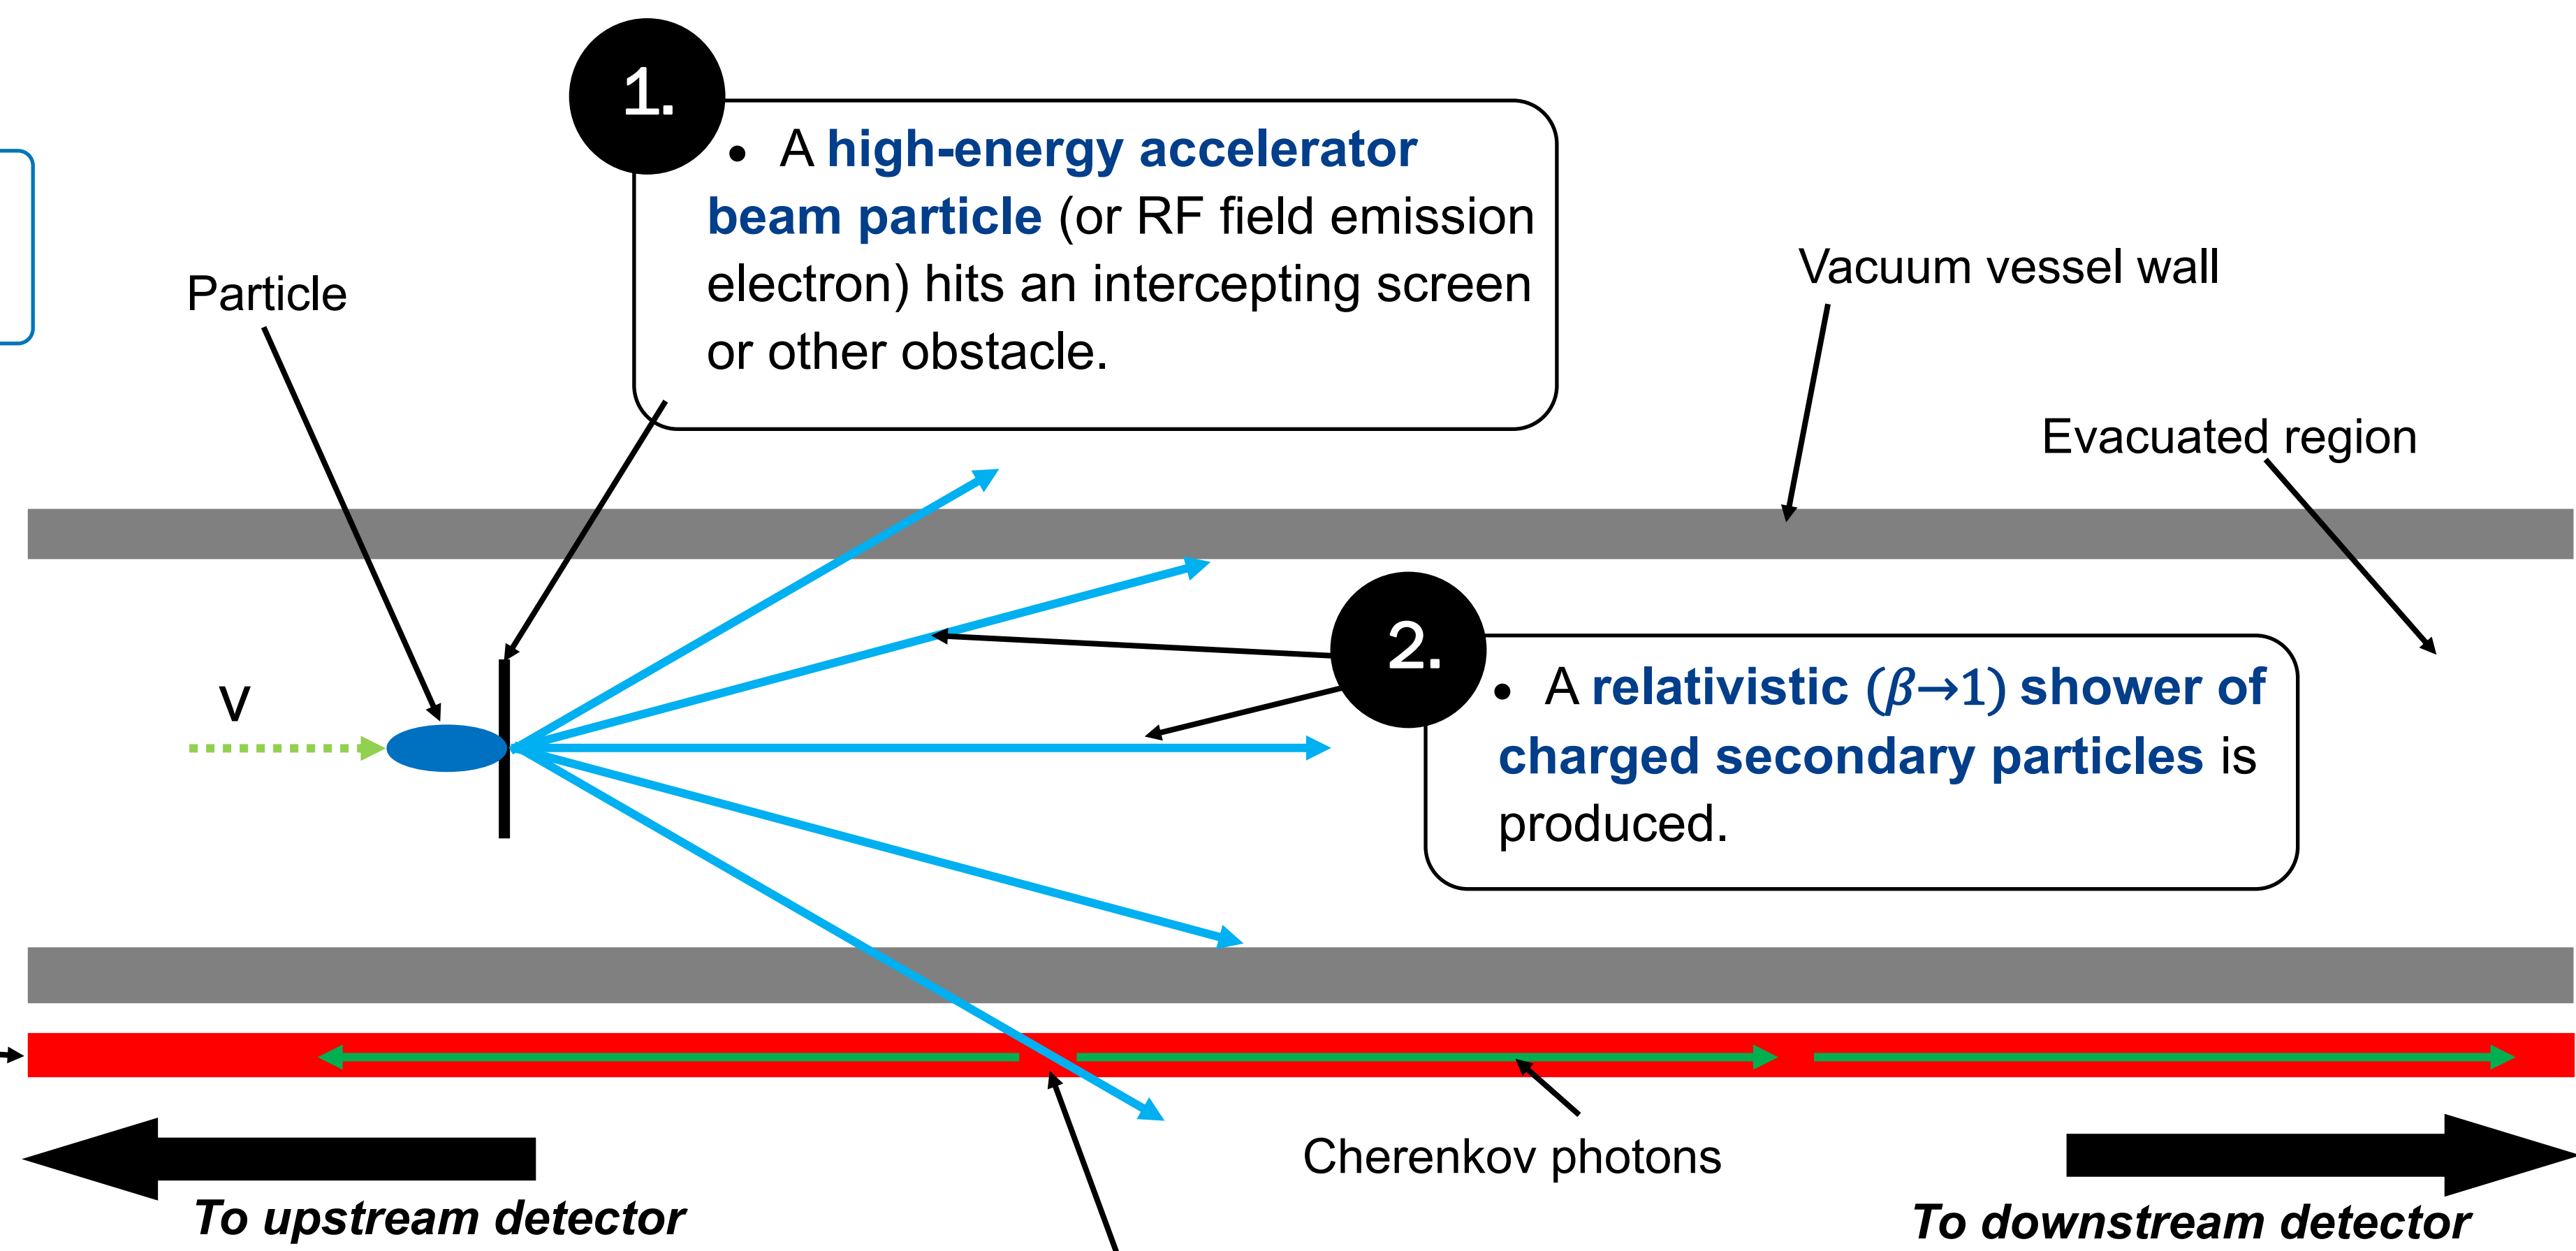 1.
• A high-energy accelerator
beam particle (or RF field emission
electron) hits an intercepting screen
or other obstacle.
Particle
Vacuum vessel wall
Evacuated region
2.
• A relativistic (β→1) shower of
charged secondary particles is
produced.
v
Cherenkov photons
To upstream detector
To downstream detector